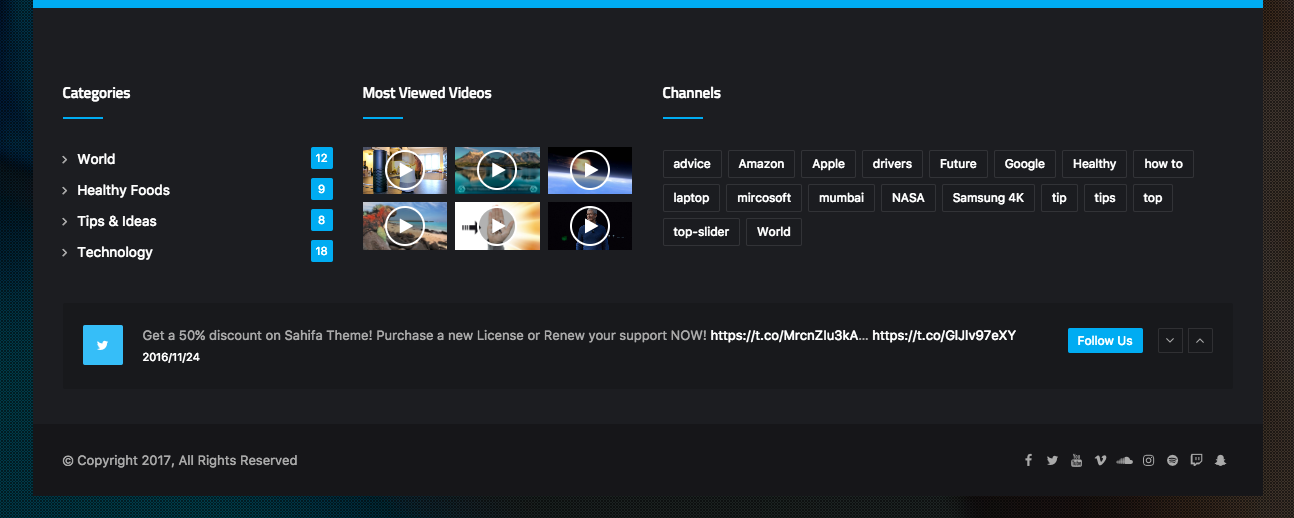 Categories
World 12
Healthy Foods 9
Tips & Ideas 8
Technology 18
Most Viewed Videos
Channels
advice Amazon Apple drivers Future Google Healthy how to
laptop mircosoft mumbai NASA Samsung 4K tip tips top
top-slider World
Get a 50% discount on Sahifa Theme! Purchase a new License or Renew your support NOW! https://t.co/MrcnZlu3kA... https://t.co/GlJlv97eXY
2016/11/24
Follow Us
© Copyright 2017, All Rights Reserved